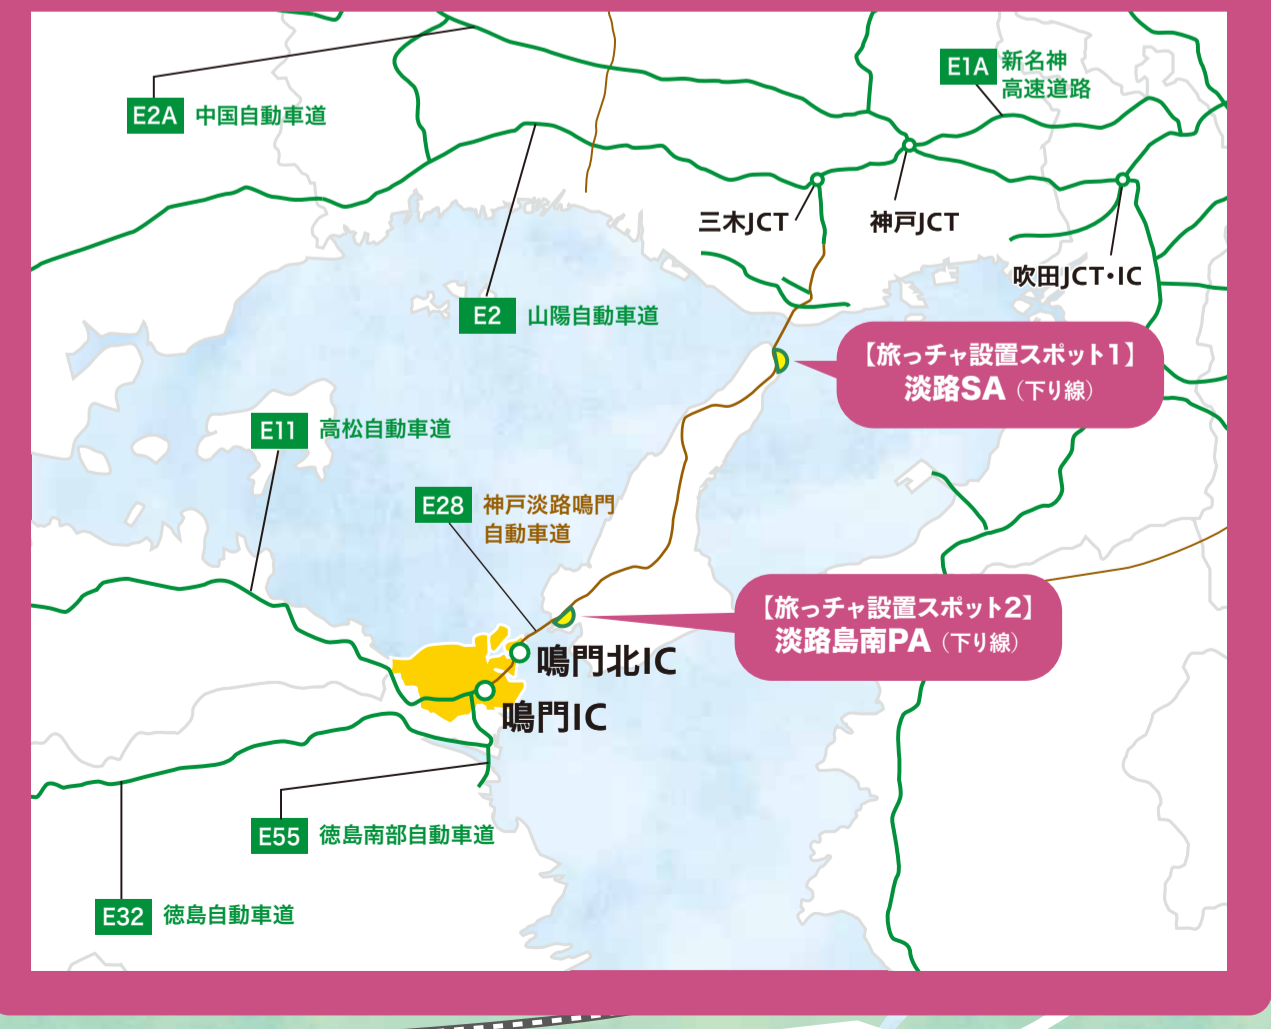 E1A 新名神
高速道路
E2A 中国自動車道
三木JCT
神戸JCT
吹田JCT・IC
E2 山陽自動車道
【旅っチャ設置スポット1】
淡路SA（下り線）
E11 高松自動車道
E28 神戸淡路鳴門
自動車道
【旅っチャ設置スポット2】
淡路島南PA（下り線）
鳴門北IC
鳴門IC
E55 徳島南部自動車道
E32 徳島自動車道